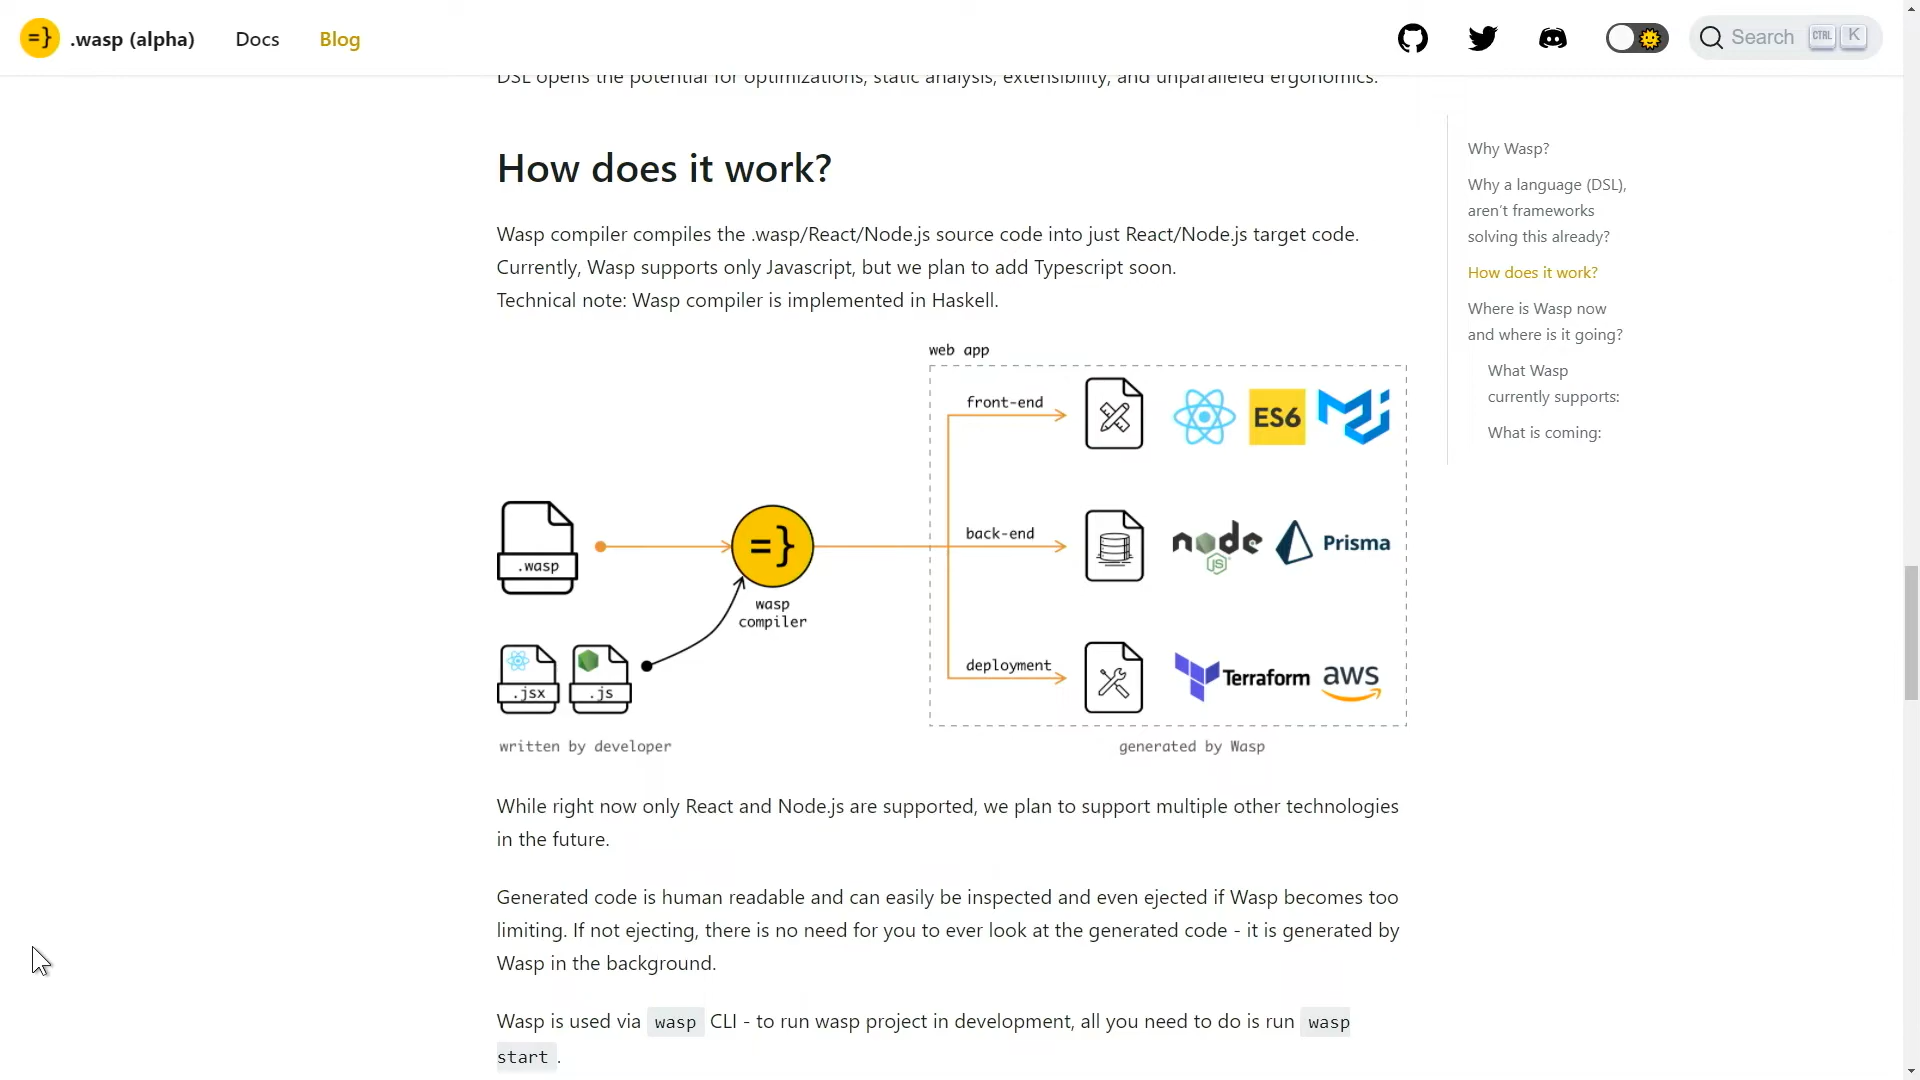 =} .wasp (alpha) Docs Blog Search CTRL K
DSL opens the potential for optimizations, static analysis, extensibility, and unparalleled ergonomics.
How does it work?
Wasp compiler compiles the .wasp/React/Node.js source code into just React/Node.js target code.
Currently, Wasp supports only Javascript, but we plan to add Typescript soon.
Technical note: Wasp compiler is implemented in Haskell.
web app
front-end
ES6
.wasp
=}
wasp
compiler
back-end
node
JS
Prisma
.jsx
.js
deployment
Terraform
aws
written by developer
generated by Wasp
While right now only React and Node.js are supported, we plan to support multiple other technologies
in the future.
Generated code is human readable and can easily be inspected and even ejected if Wasp becomes too
limiting. If not ejecting, there is no need for you to ever look at the generated code - it is generated by
Wasp in the background.
Wasp is used via wasp CLI - to run wasp project in development, all you need to do is run wasp
start .
Why Wasp?
Why a language (DSL),
aren't frameworks
solving this already?
How does it work?
Where is Wasp now
and where is it going?
What Wasp
currently supports:
What is coming: